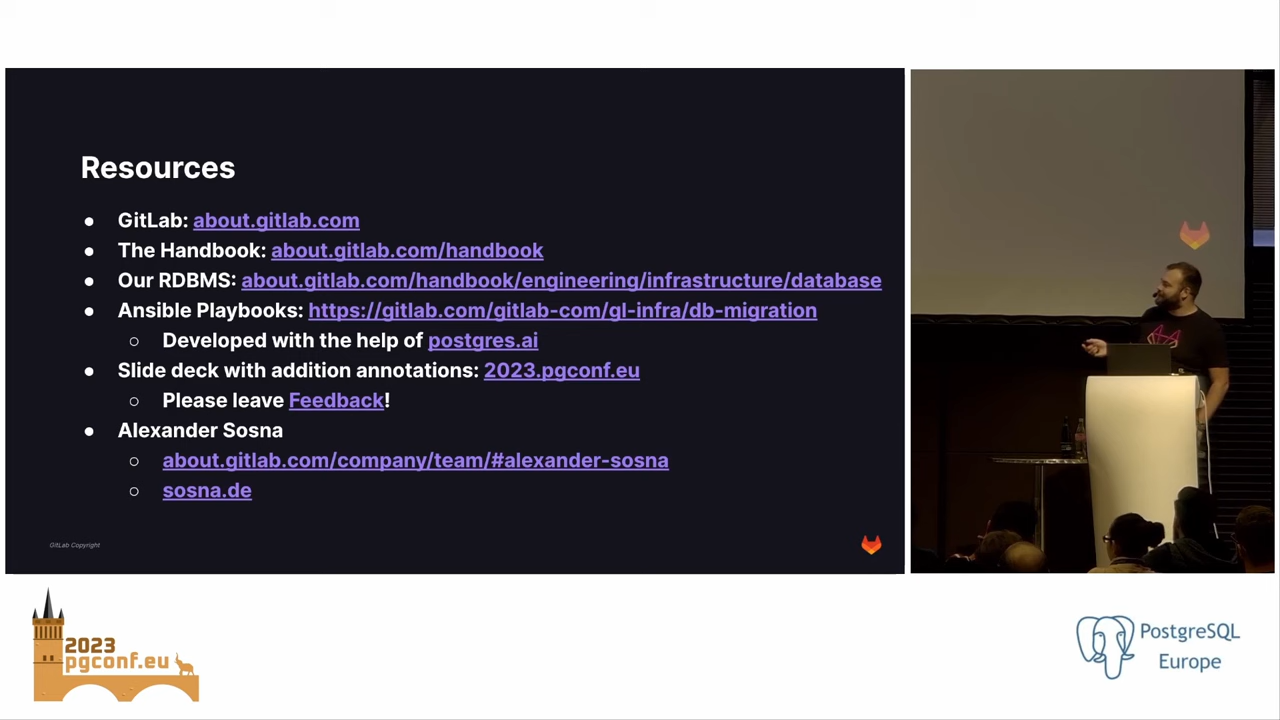 Resources
● GitLab: about.gitlab.com
● The Handbook: about.gitlab.com/handbook
● Our RDBMS: about.gitlab.com/handbook/engineering/infrastructure/database
● Ansible Playbooks: https://gitlab.com/gitlab-com/gl-infra/db-migration
○ Developed with the help of postgres.ai
● Slide deck with addition annotations: 2023.pgconf.eu
○ Please leave Feedback!
● Alexander Sosna
○ about.gitlab.com/company/team/#alexander-sosna
○ sosna.de
GitLab Copyright
2023
pgconf.eu
PostgreSQL
Europe